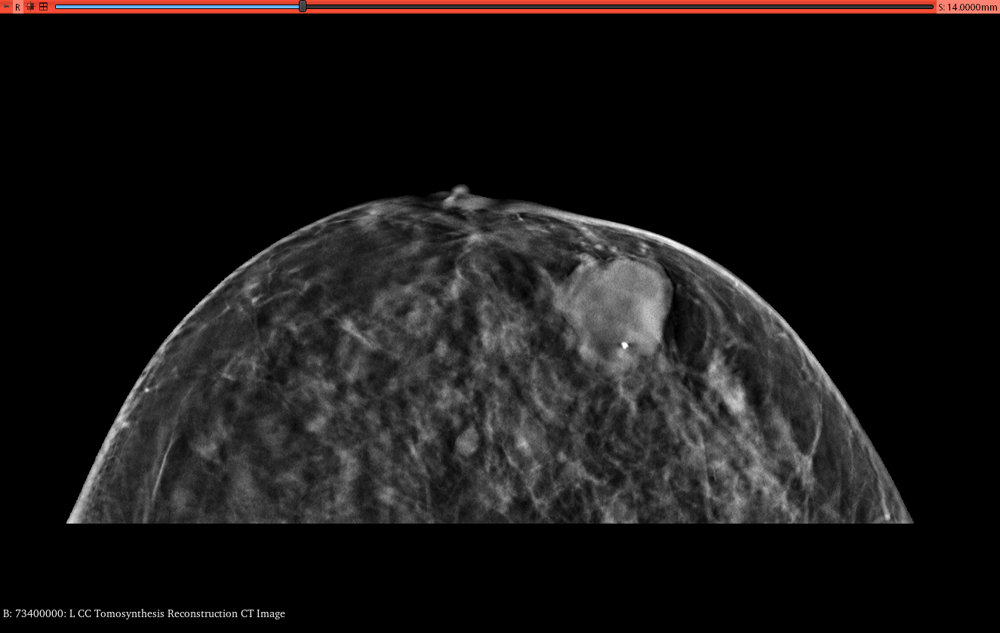 R
S: 14.0000mm
B: 73400000: L CC Tomosynthesis Reconstruction CT Image